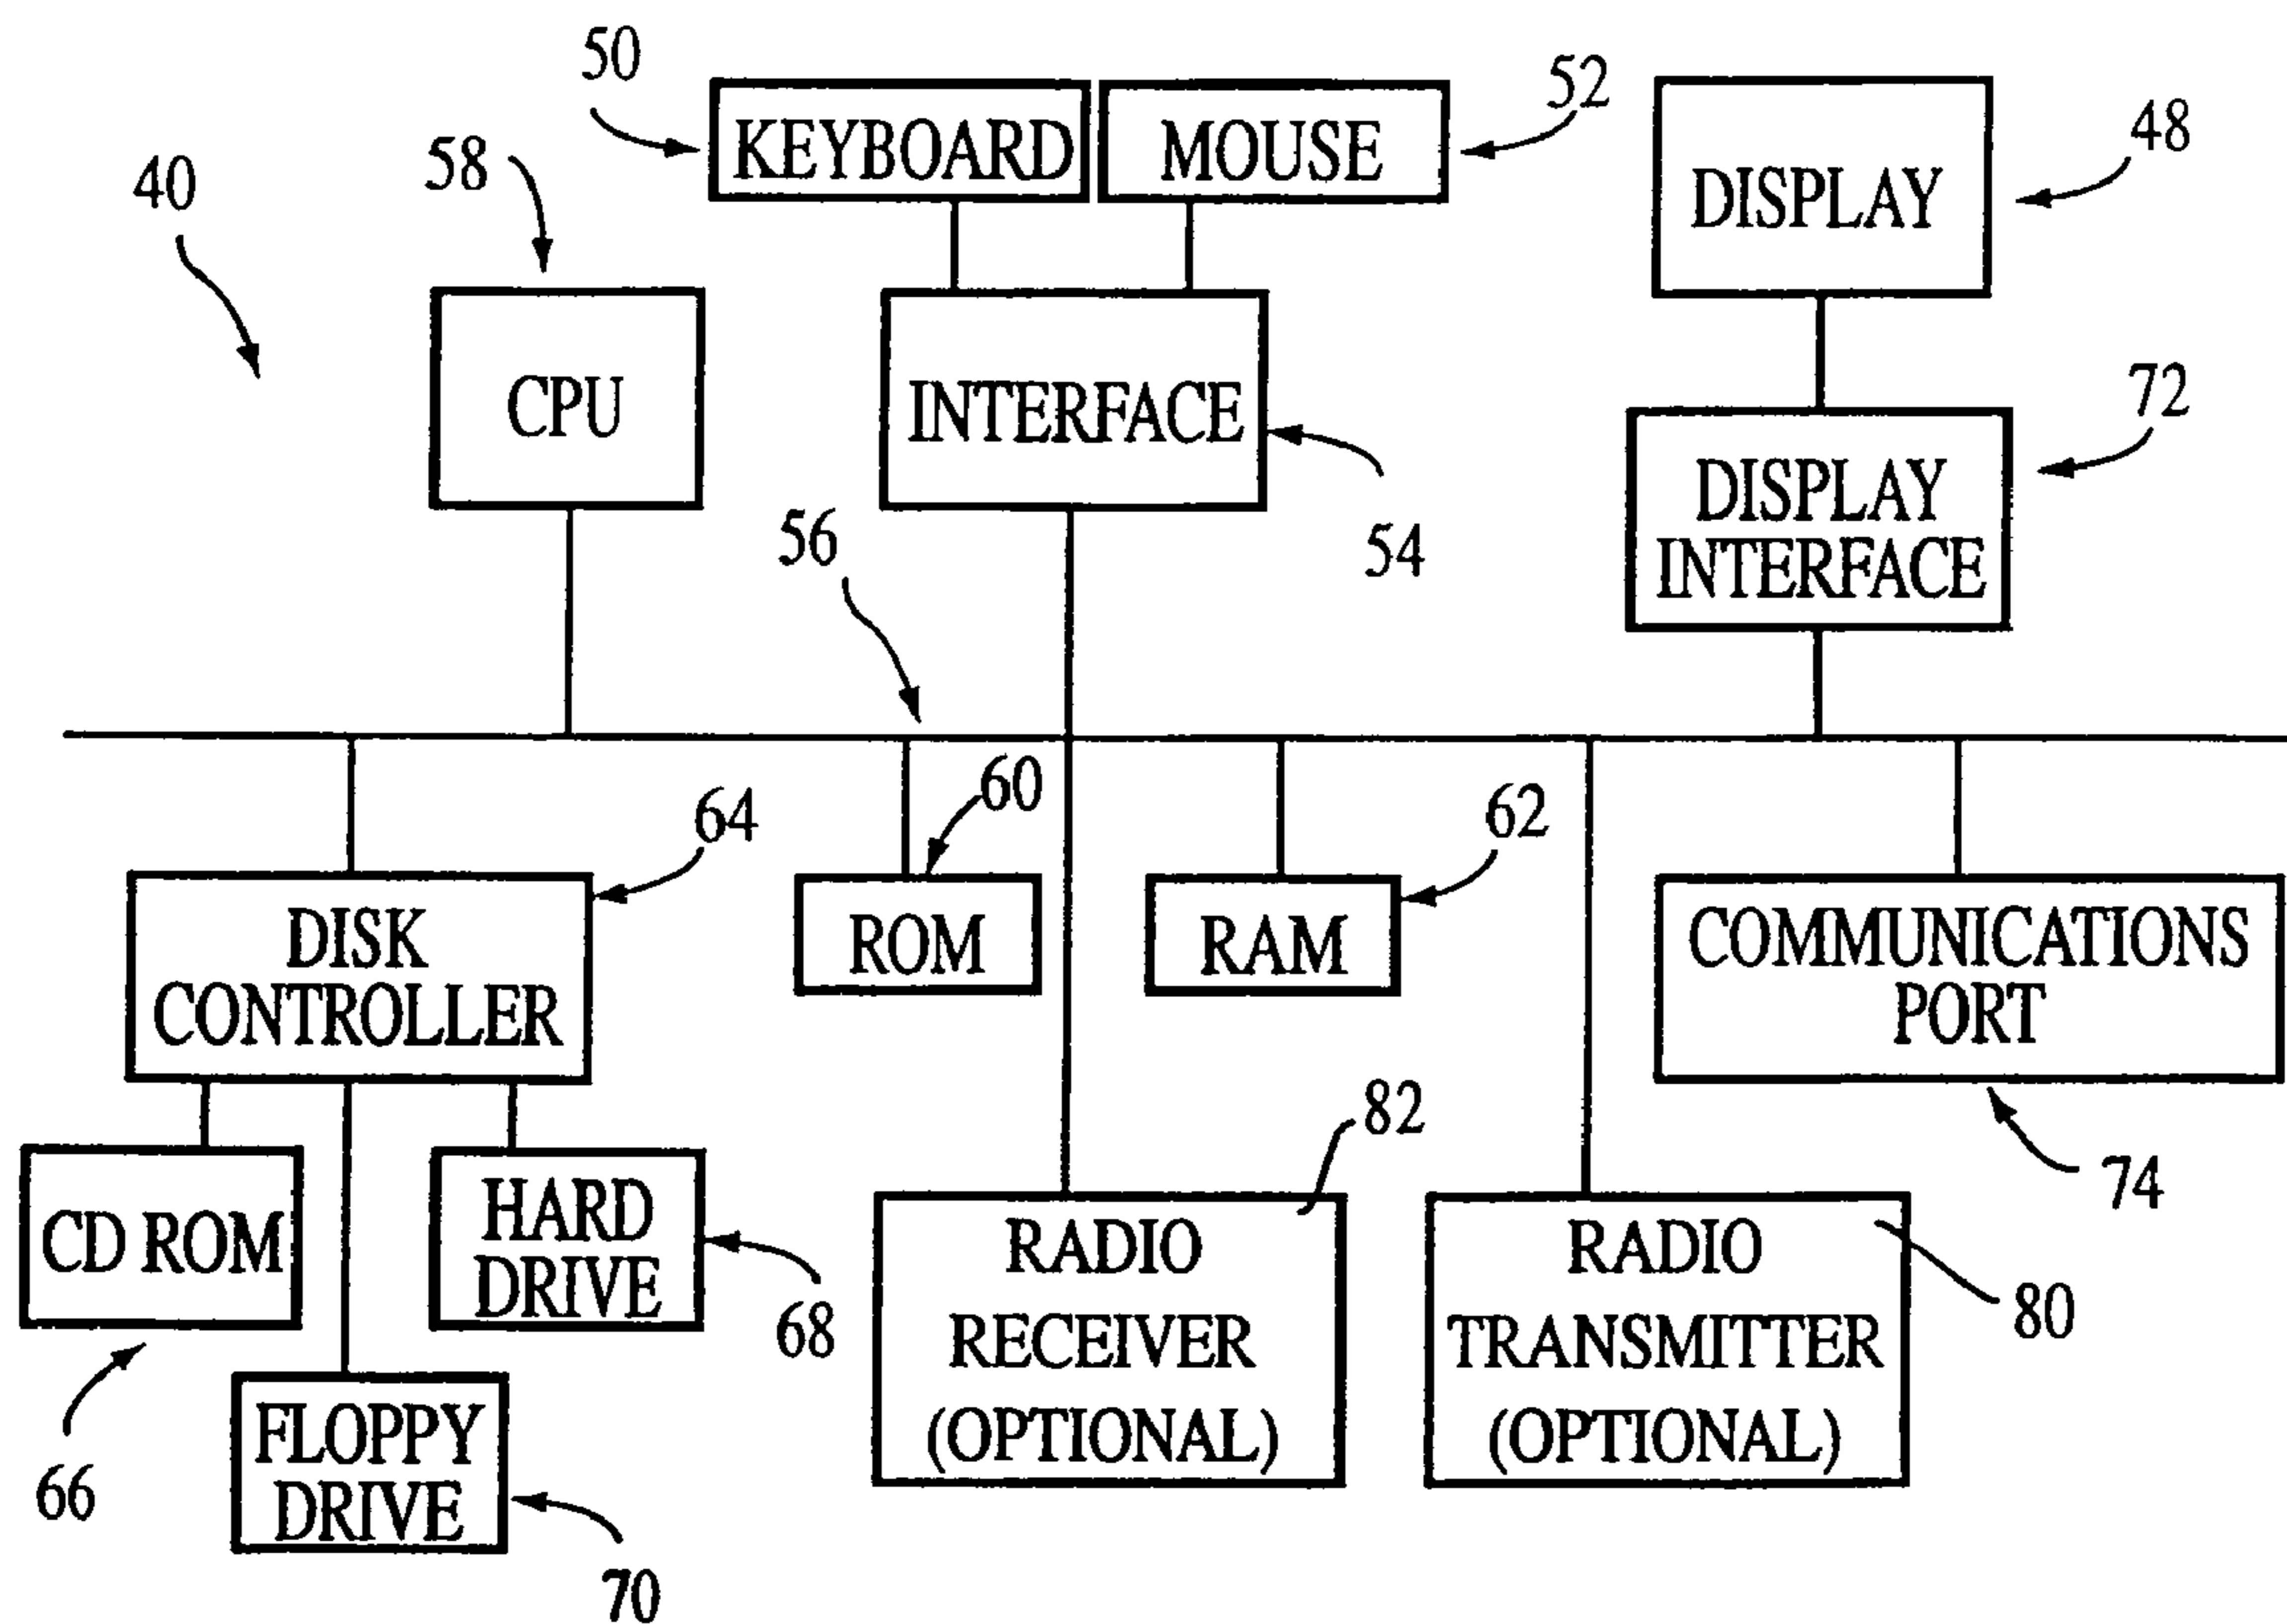 50
KEYBOARD
MOUSE
52
DISPLAY
48
58
40
CPU
INTERFACE
54
72
DISPLAY
INTERFACE
56
60
64
62
DISK
CONTROLLER
ROM
RAM
COMMUNICATIONS
PORT
74
CD ROM
66
HARD
DRIVE
68
FLOPPY
DRIVE
70
82
RADIO
RECEIVER
(OPTIONAL)
RADIO
TRANSMITTER
(OPTIONAL)
80